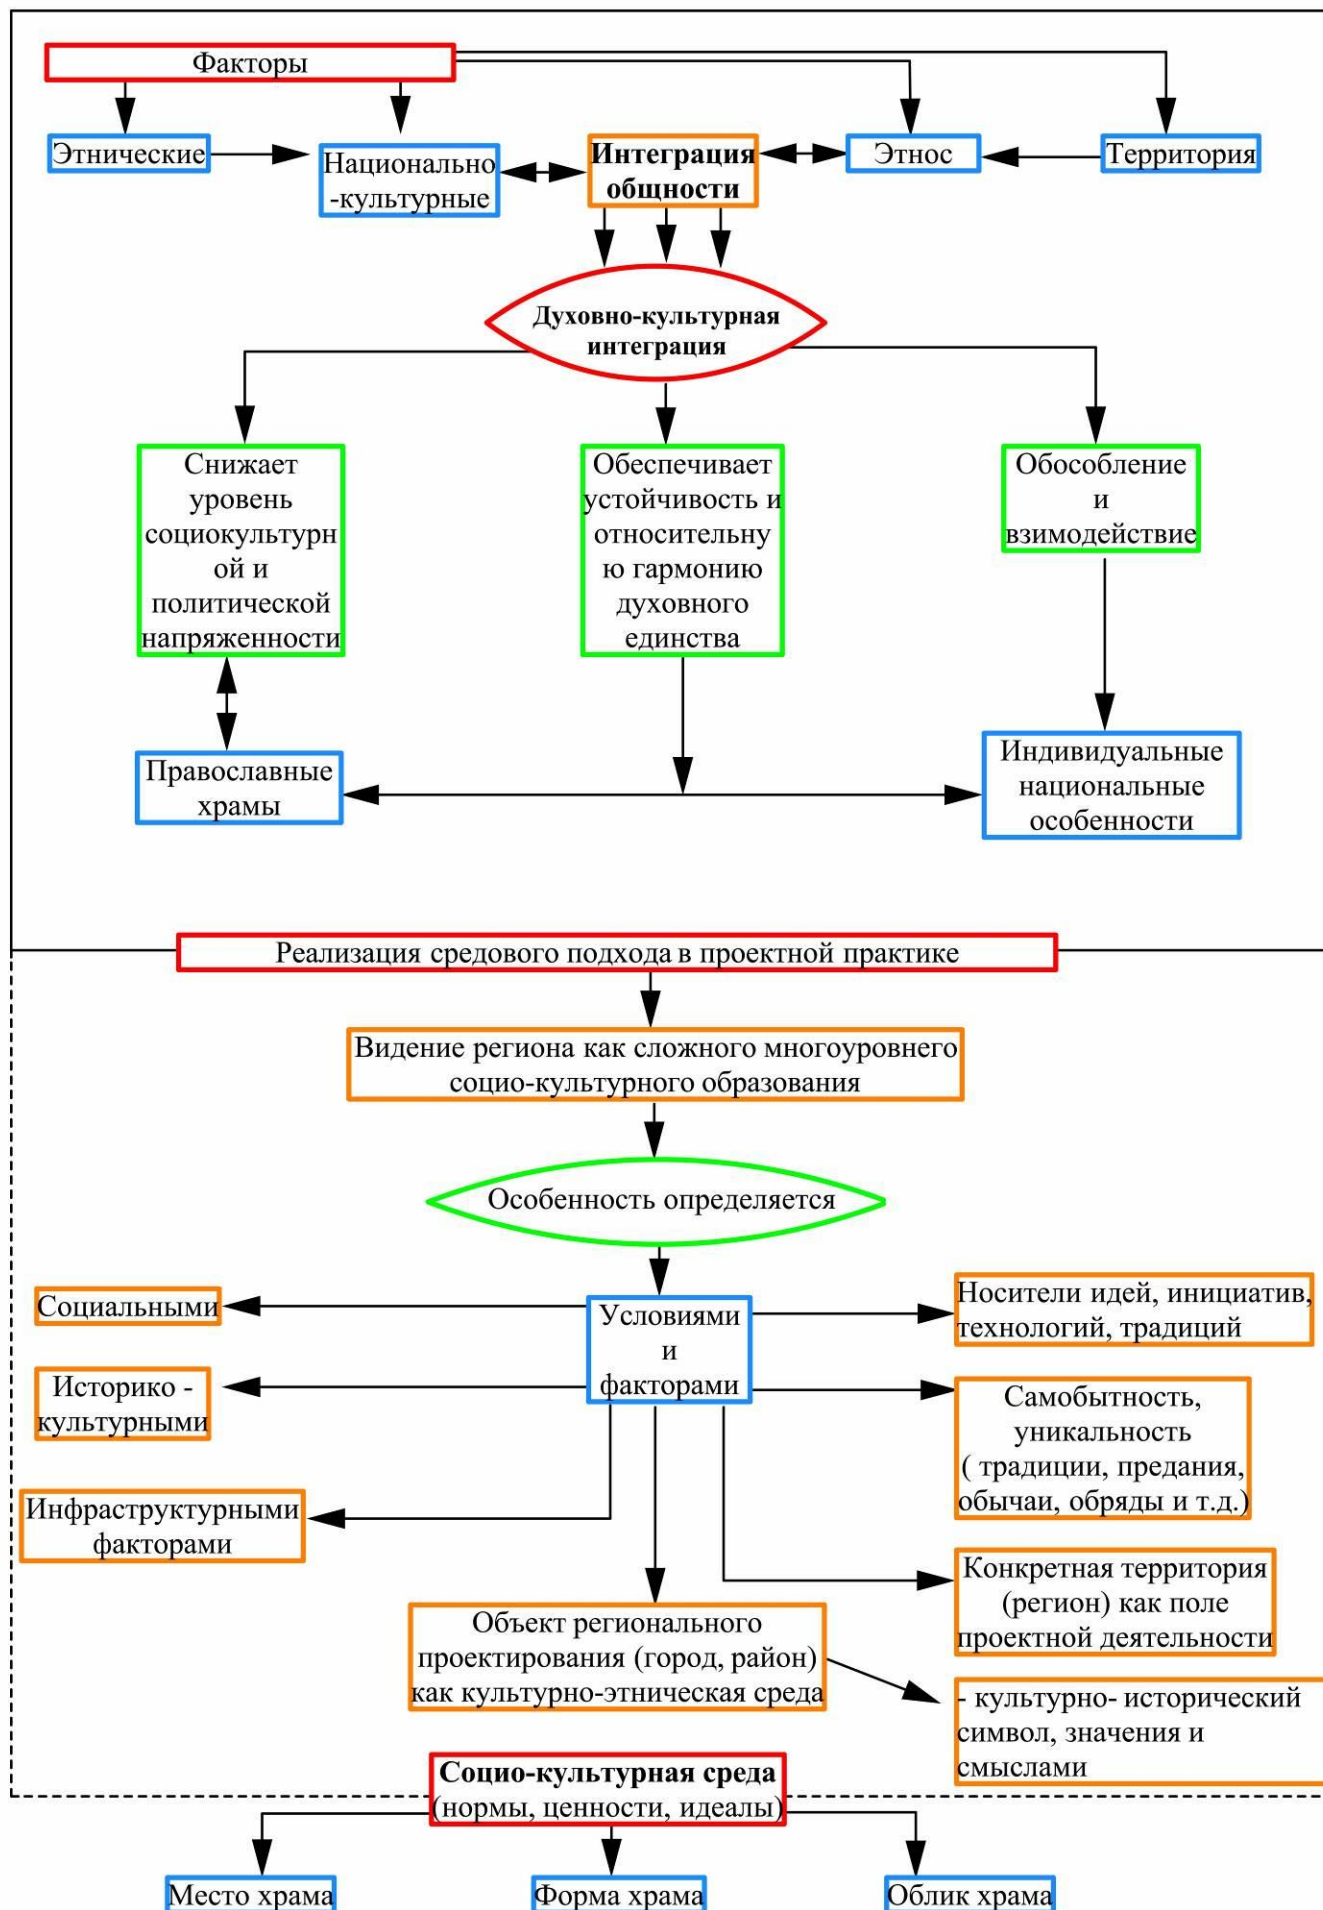 Факторы
Этнические
Национально
-культурные
Интеграция
общности
Этнос
Территория
Духовно-культурная
интеграция
Снижает
уровень
социокультурн
ой и
политической
напряженности
Обеспечивает
устойчивость и
относительну
ю гармонию
духовного
единства
Обособление
и
взимодействие
Православные
храмы
Индивидуальные
национальные
особенности
Реализация средового подхода в проектной практике
Видение региона как сложного многоуровнего
социо-культурного образования
Особенность определяется
Социальными
Условиями
и
факторами
Носители идей, инициатив,
технологий, традиций
Историко -
культурными
Самобытность,
уникальность
( традиции, предания,
обычаи, обряды и т.д.)
Инфраструктурными
факторами
Конкретная территория
(регион) как поле
проектной деятельности
Объект регионального
проектирования (город, район)
как культурно-этническая среда
- культурно- исторический
символ, значения и
смыслами
Социо-культурная среда
(нормы, ценности, идеалы)
Место храма
Форма храма
Облик храма